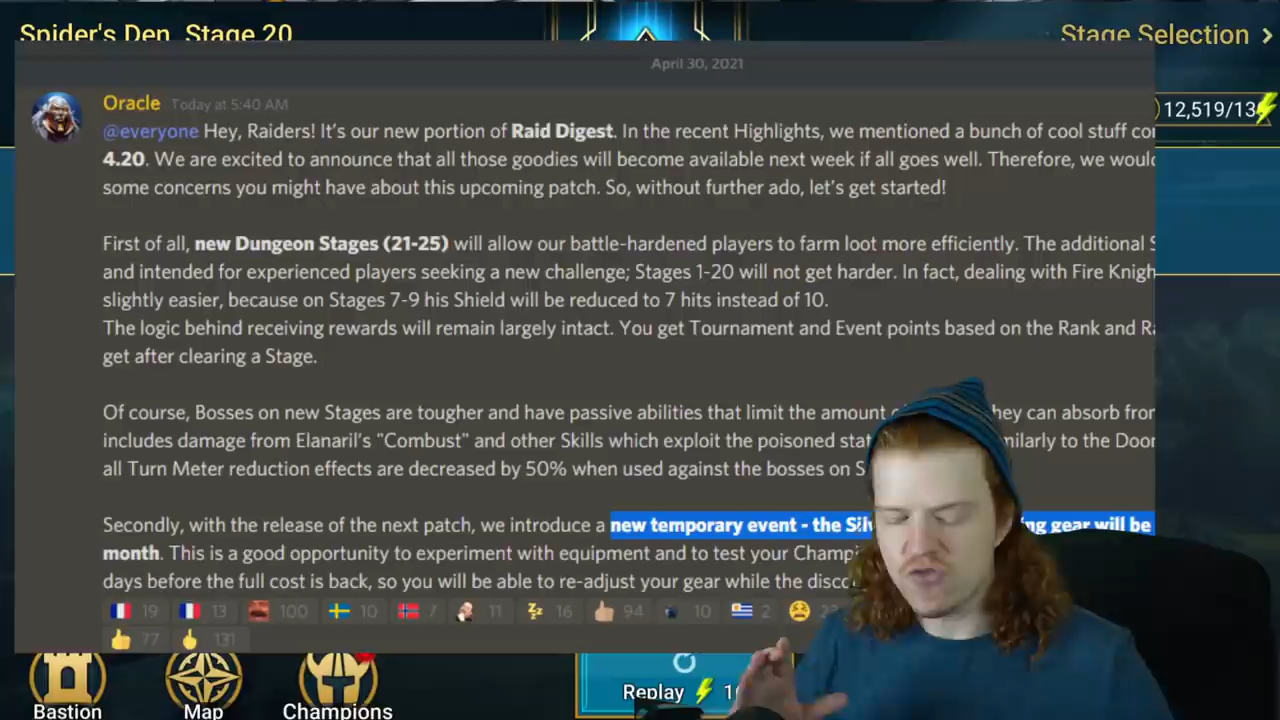 Spider's Den, Stage 20
Stage Selection >
April 30, 2021
12,519/13
Oracle Today at 5:40 AM
@everyone Hey, Raiders! It's our new portion of Raid Digest. In the recent Highlights, we mentioned a bunch of cool stuff
4.20. We are excited to announce that all those goodies will become available next week if all goes well. Therefore, we
some concerns you might have about this upcoming patch. So, without further ado, let's get started!
First of all, new Dungeon Stages (21-25) will allow our battle-hardened players to farm loot more efficiently. The additional
and intended for experienced players seeking a new challenge; Stages 1-20 will not get harder. In fact, dealing with Fire
slightly easier, because on Stages 7-9 his Shield will be reduced to 7 hits instead of 10.
The logic behind receiving rewards will remain largely intact. You get Tournament and Event points based on the Rank and
get after clearing a Stage.
Of course, Bosses on new Stages are tougher and have passive abilities that limit the amount they can absorb
includes damage from Elanaril's "Combust" and other Skills which exploit the poisoned to the
all Turn Meter reduction effects are decreased by 50% when used against the bosses on
Secondly, with the release of the next patch, we introduce a new temporary event - the gear will be
month. This is a good opportunity to experiment with equipment and to test your
days before the full cost is back, so you will be able to re-adjust your gear while the
19 13 100 10 7 11 16 94 10 2 23
77 131
Replay
Bastion Map Champions